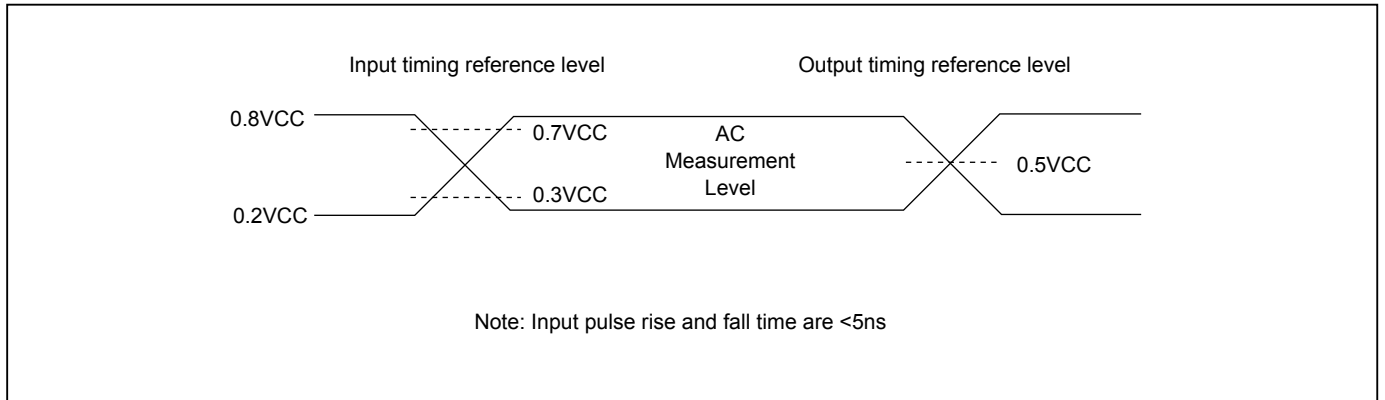 Input timing reference level
Output timing reference level
0.8VCC
0.7VCC
AC
Measurement
Level
0.5VCC
0.3VCC
0.2VCC
Note: Input pulse rise and fall time are <5ns